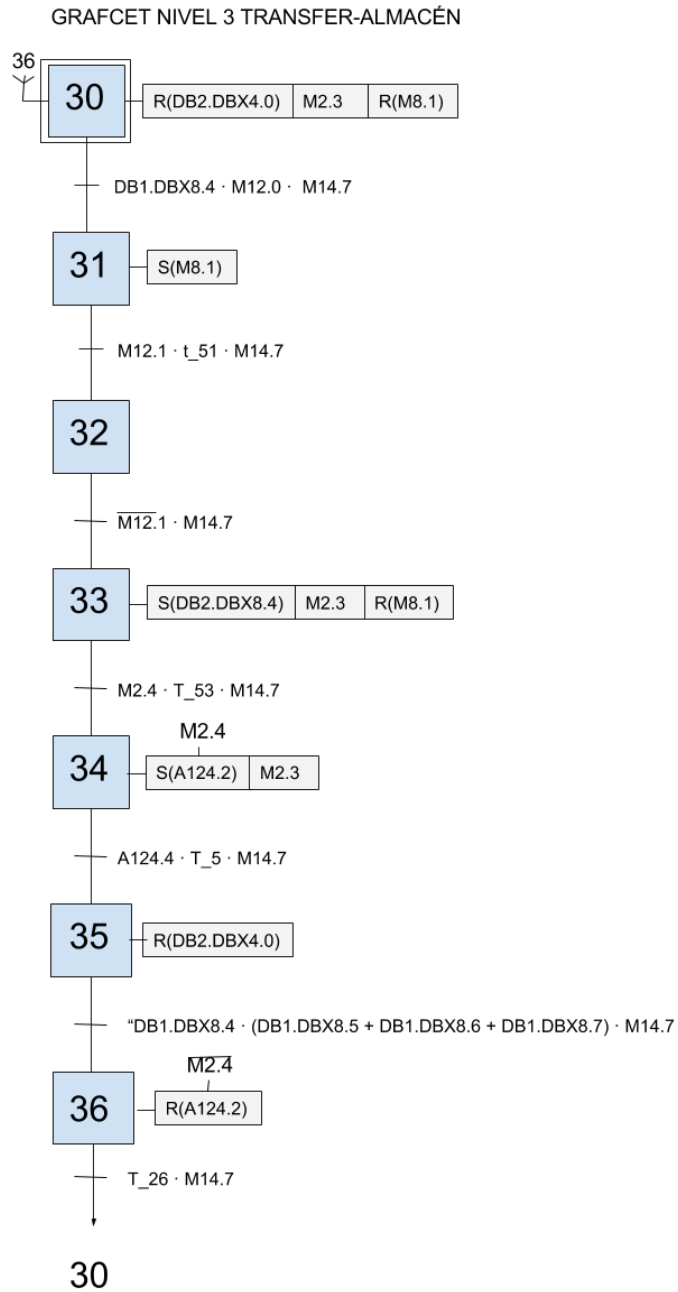 GRAFCET NIVEL 3 TRANSFER-ALMACÉN
36
30 R(DB2.DBX4.0) M2.3 R(M8.1)
DB1.DBX8.4 · M12.0 · M14.7
31 S(M8.1)
M12.1 · t_51 · M14.7
32
M12.1 · M14.7
33 S(DB2.DBX8.4) M2.3 R(M8.1)
M2.4 · T_53 · M14.7
M2.4
34 S(A124.2) M2.3
A124.4 · T_5 · M14.7
35 R(DB2.DBX4.0)
“DB1.DBX8.4 · (DB1.DBX8.5 + DB1.DBX8.6 + DB1.DBX8.7) · M14.7
M2.4
36 R(A124.2)
T_26 · M14.7
30